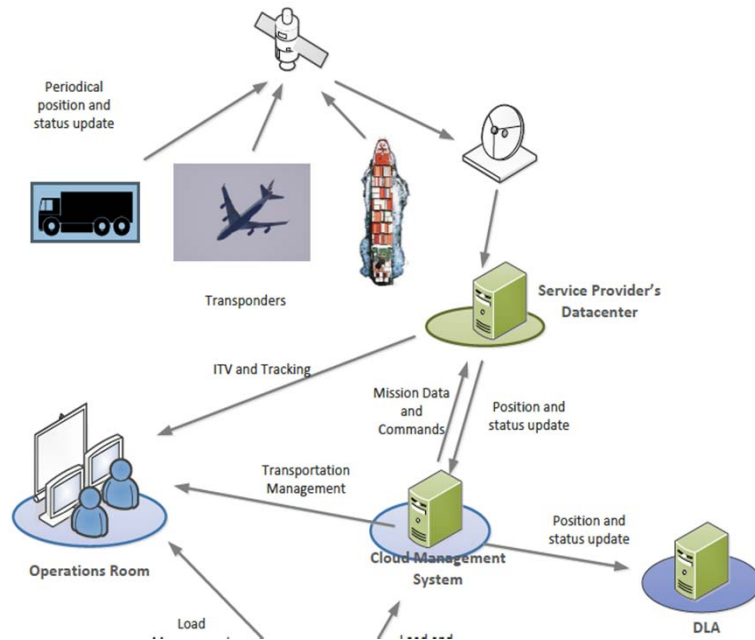 Periodical
position and
status update
Transponders
Service Provider's
Datacenter
ITV and Tracking
Mission Data
and
Commands
Position and
status update
Transportation
Management
Position and
status update
Operations Room
Cloud Management
System
DLA
Load